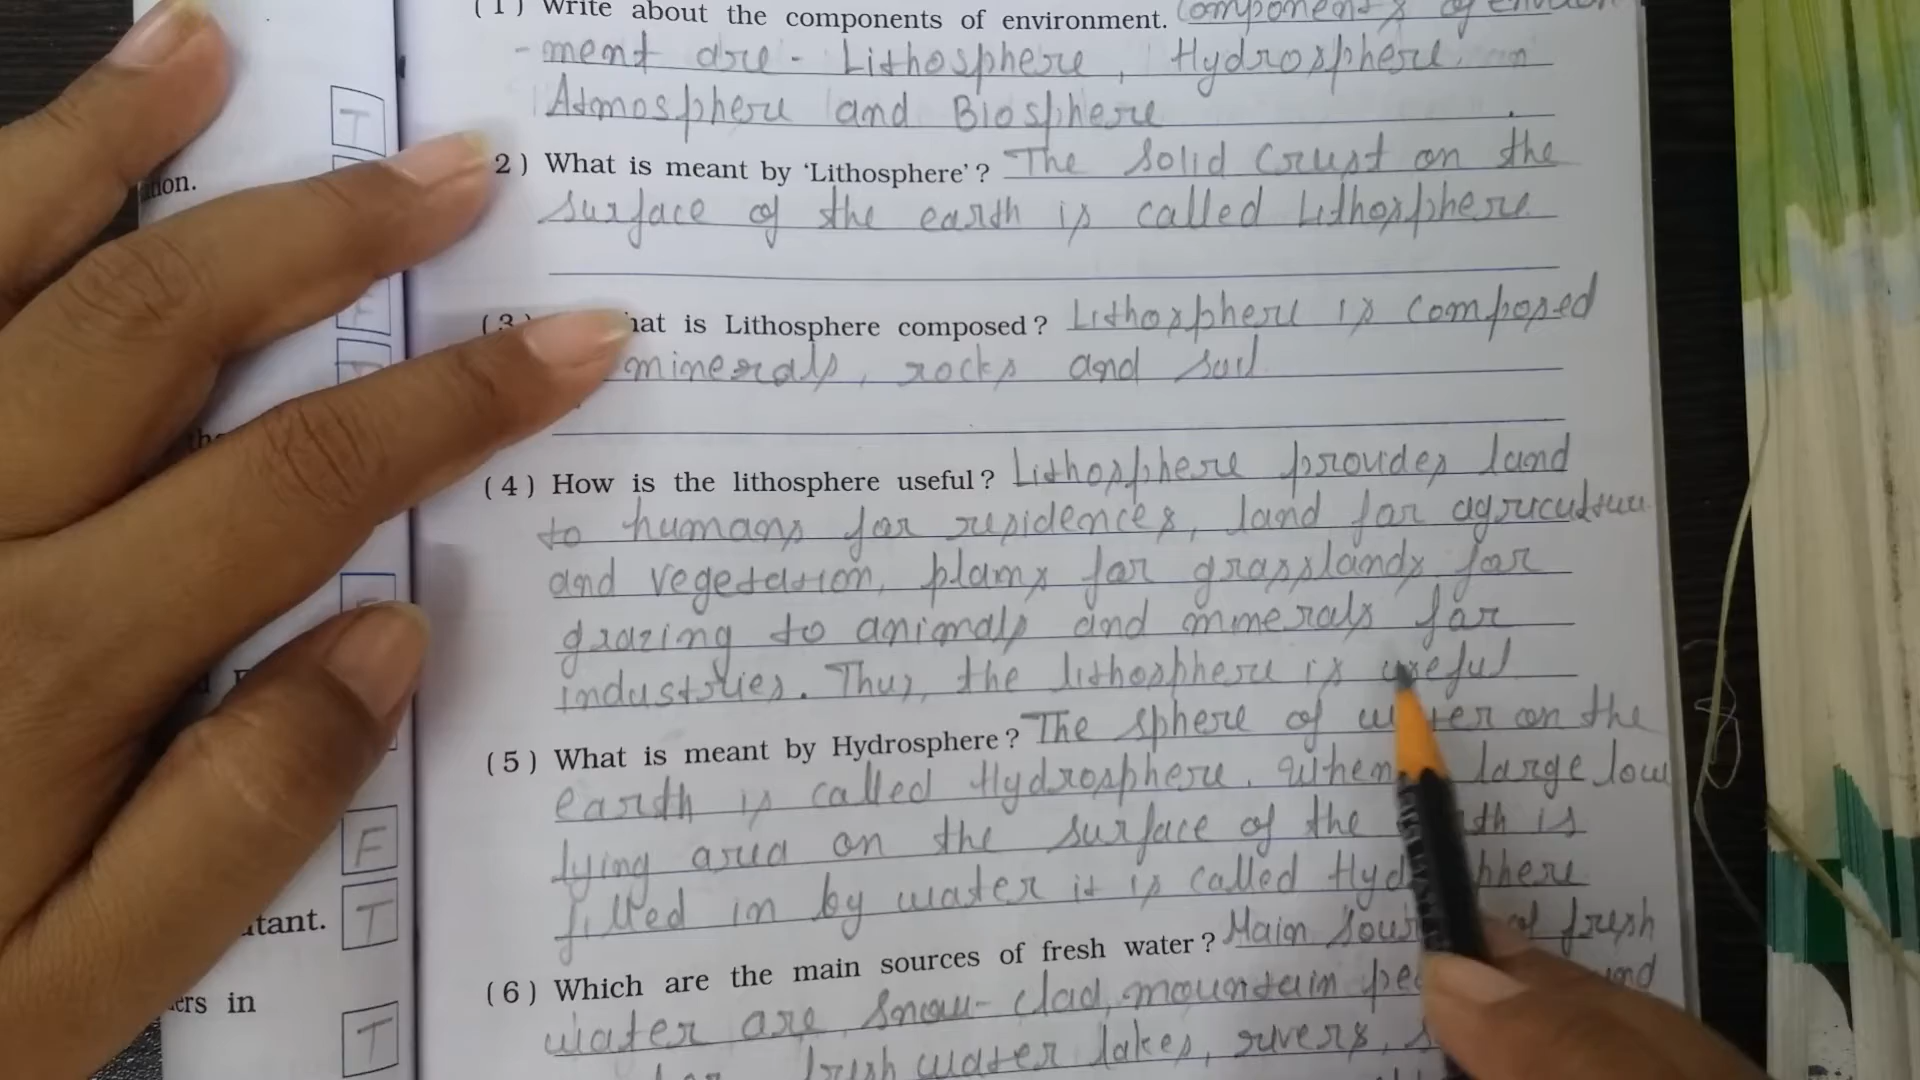 (1) Write about the components of environment. Components of environ
-ment are - Lithosphere, Hydrosphere,
Atmosphere and Biosphere
T
tion.
2) What is meant by 'Lithosphere'? The solid crust on the
surface of the earth is called Lithosphere
(3) hat is Lithosphere composed? Lithosphere is composed
minerals, rocks and soil
(4) How is the lithosphere useful? Lithosphere provides land
to humans for residences, land for agriculture
and vegetation, plains for grasslands for
grazing to animals and minerals for
industries. Thus, the lithosphere is useful
(5) What is meant by Hydrosphere? The sphere of water on the
earth is called Hydrosphere. When large low
lying area on the surface of the earth is
filled in by water it is called Hydrosphere
F
tant. T
(6) Which are the main sources of fresh water? Main sources of fresh
ers in
water are snow-clad mountain pe and
T
fresh water lakes, rivers, s